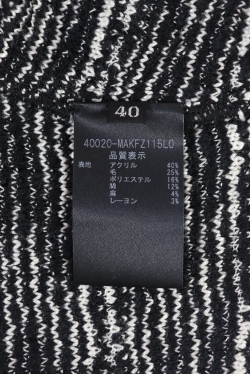 40
40020-MAKFZ115LO
品質表示
表地 アクリル 40%
毛 25%
ポリエステル 16%
綿 12%
麻 4%
レーヨン 3%